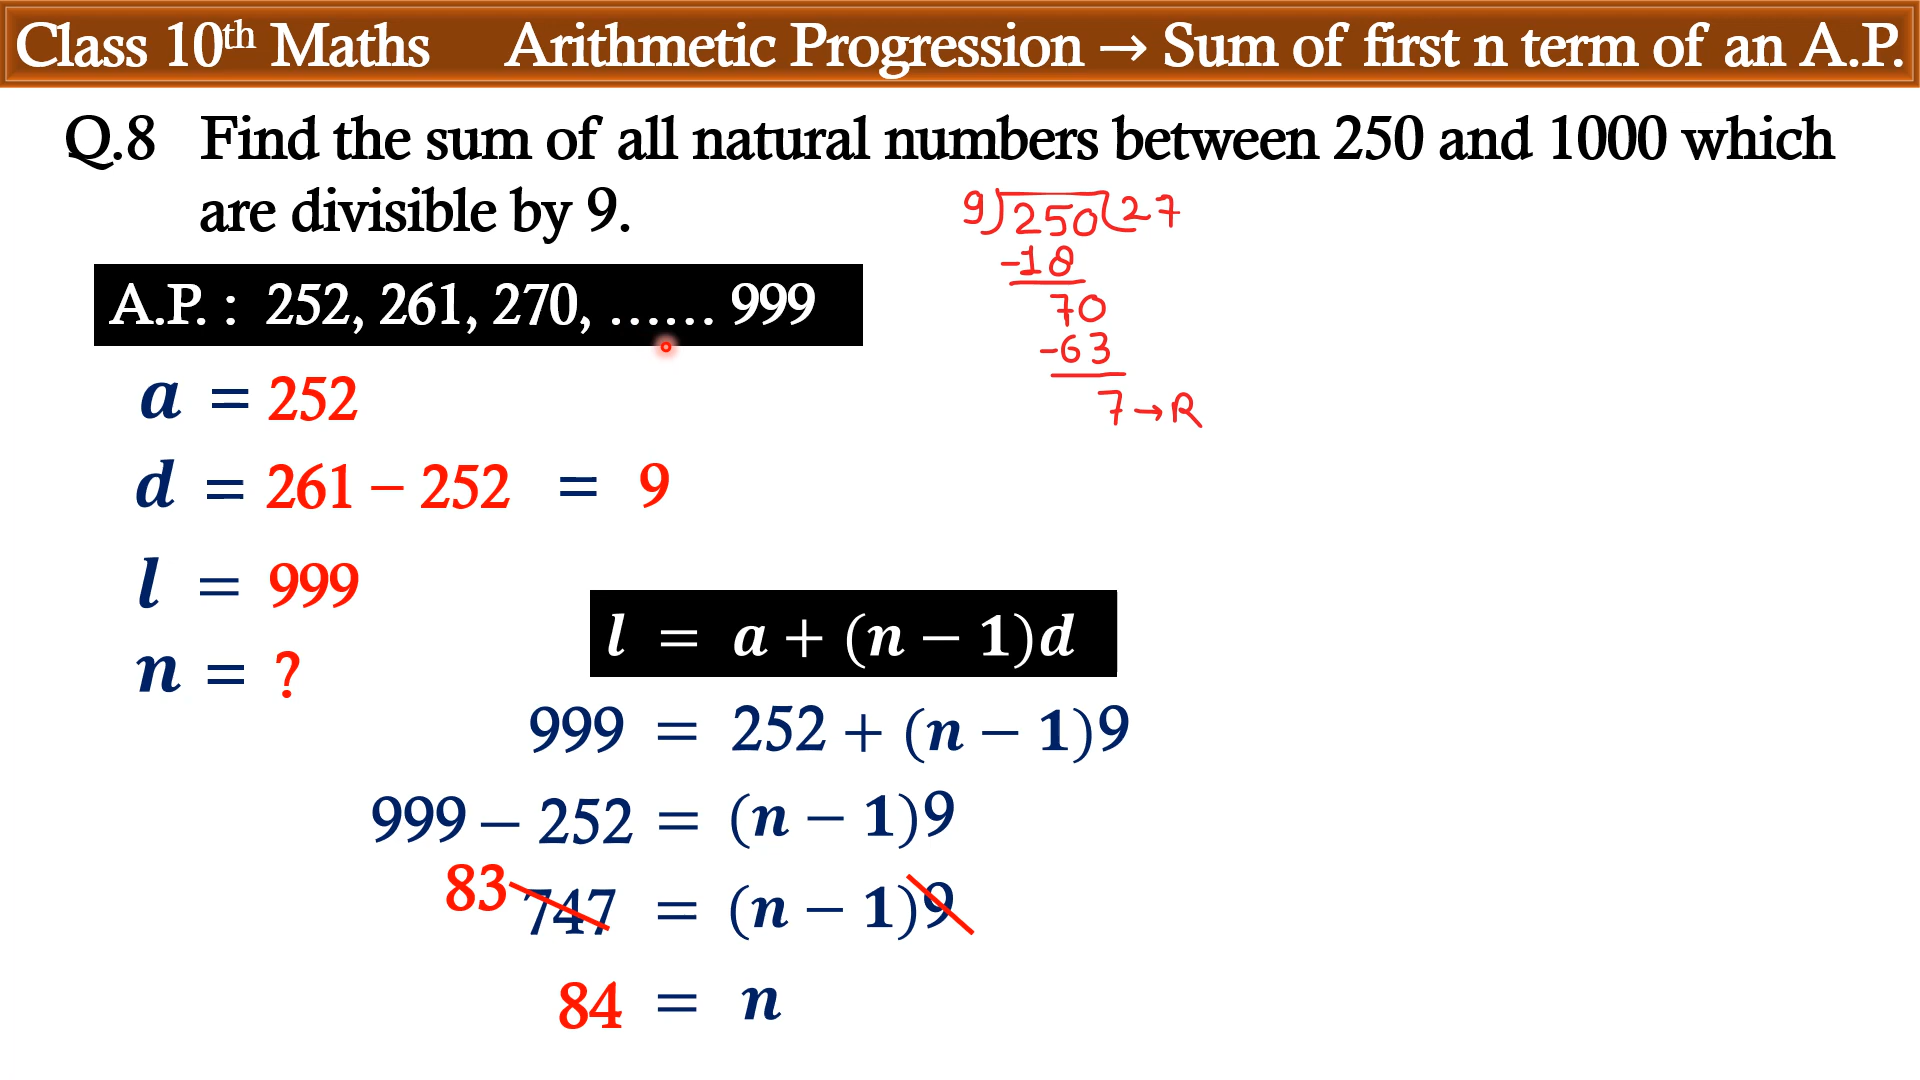 Class 10th Maths Arithmetic Progression → Sum of first n term of an A.P.
Q.8 Find the sum of all natural numbers between 250 and 1000 which
are divisible by 9.
9)250(27
-18
70
-63
7→R
A.P. : 252, 261, 270, ...... 999
a = 252
d = 261 – 252 = 9
l = 999
n = ?
l = a + (n − 1)d
999 = 252 + (n − 1)9
999 – 252 = (n − 1)9
83 747 = (n − 1)9
84 = n